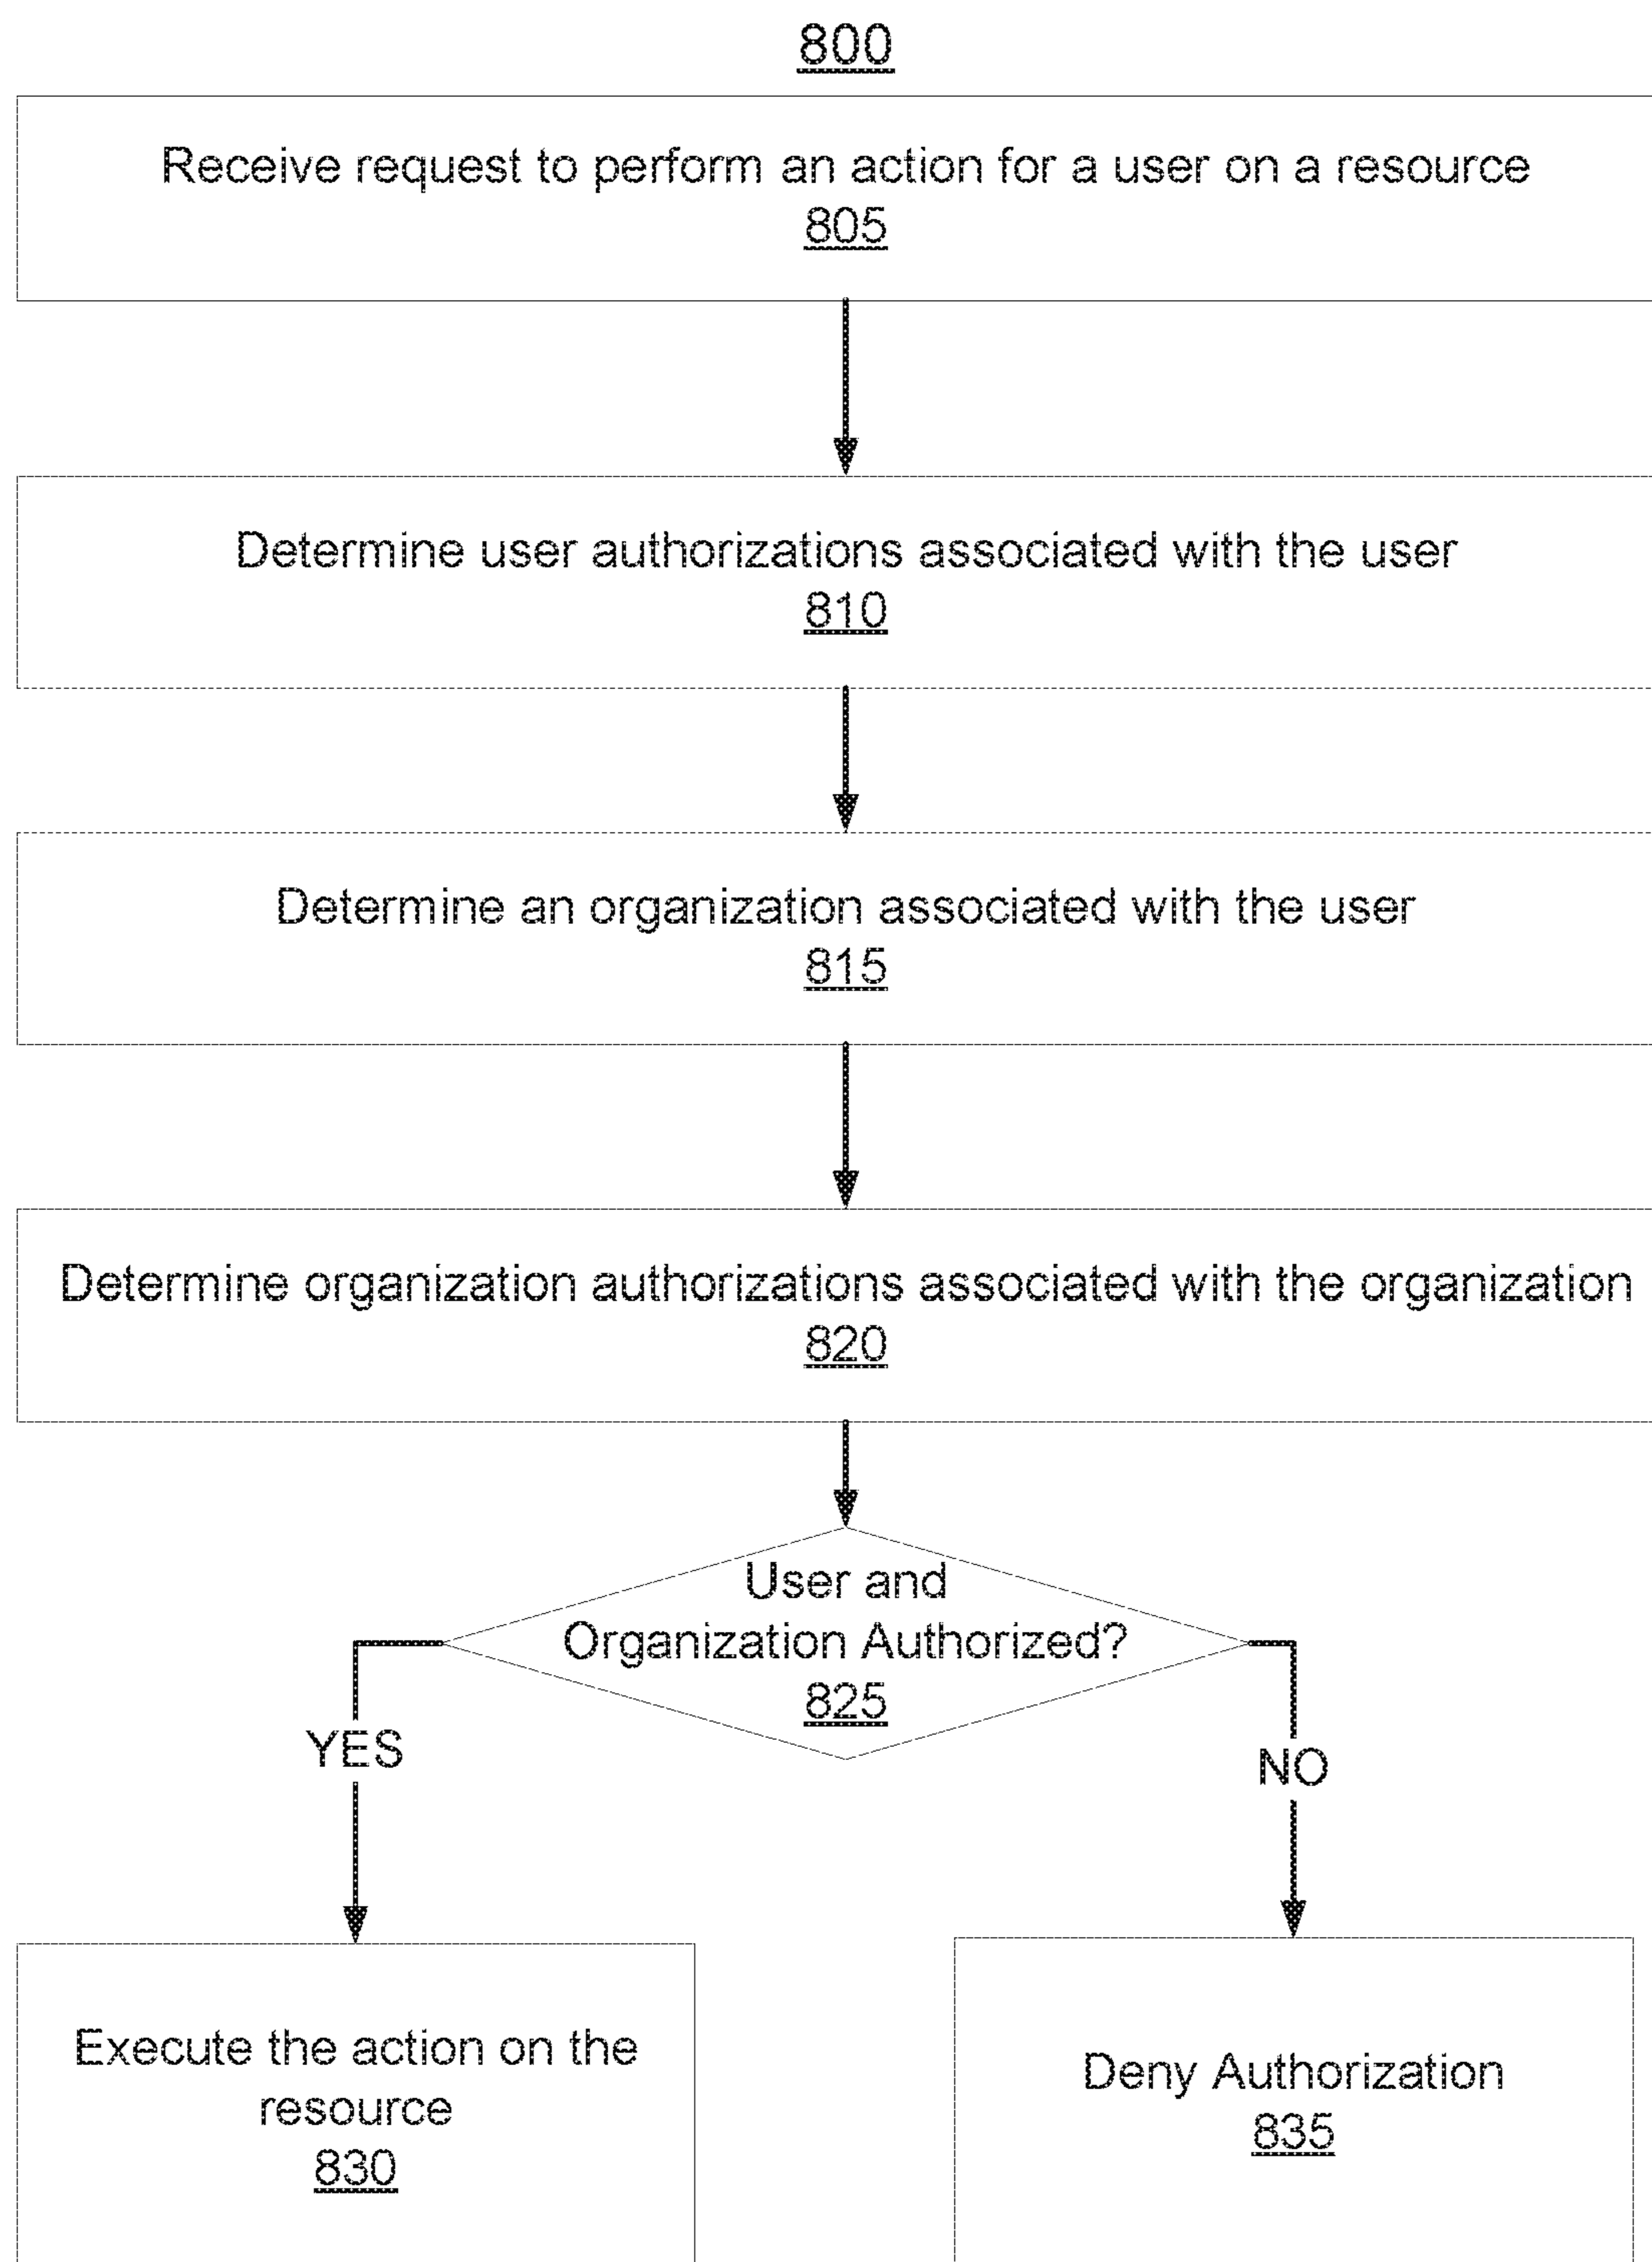 800
Receive request to perform an action for a user on a resource
805
Determine user authorizations associated with the user
810
Determine an organization associated with the user
815
Determine organization authorizations associated with the organization
820
User and
Organization Authorized?
825
YES
NO
Execute the action on the
resource
830
Deny Authorization
835